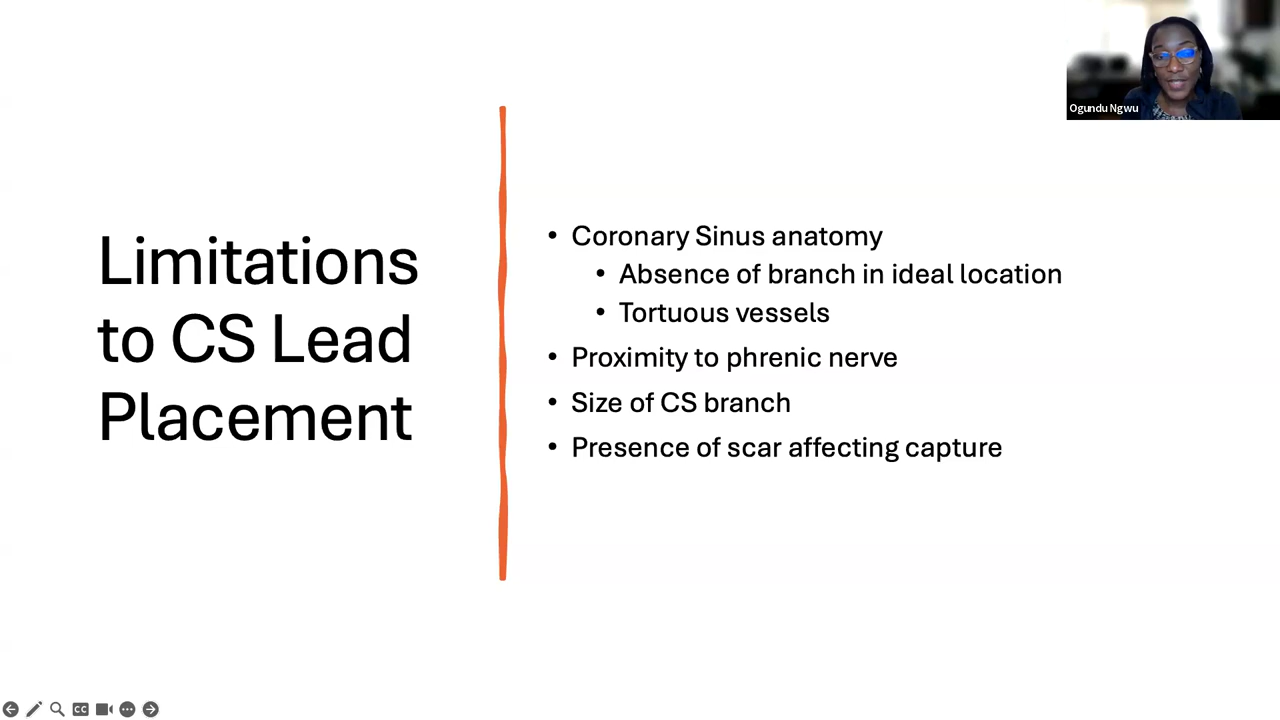 Ogundu Ngwu
Limitations
to CS Lead
Placement
• Coronary Sinus anatomy
• Absence of branch in ideal location
• Tortuous vessels
• Proximity to phrenic nerve
• Size of CS branch
• Presence of scar affecting capture
CC